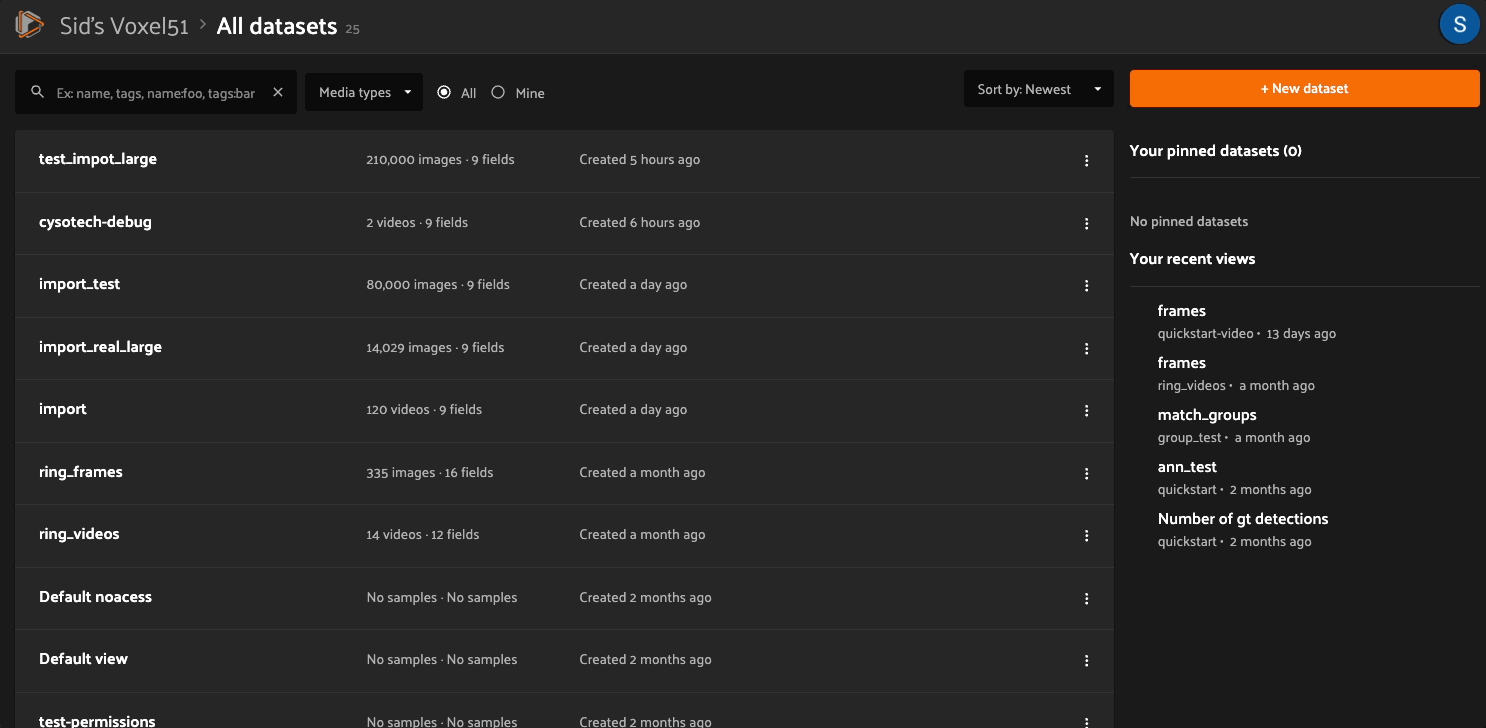 Sid's Voxel51 > All datasets 25
S
Ex: name, tags, name:foo, tags:bar
Media types
All
Mine
Sort by: Newest
+ New dataset
test_impot_large 210,000 images · 9 fields Created 5 hours ago
cysotech-debug 2 videos · 9 fields Created 6 hours ago
import_test 80,000 images · 9 fields Created a day ago
import_real_large 14,029 images · 9 fields Created a day ago
import 120 videos · 9 fields Created a day ago
ring_frames 335 images · 16 fields Created a month ago
ring_videos 14 videos · 12 fields Created a month ago
Default noacess No samples · No samples Created 2 months ago
Default view No samples · No samples Created 2 months ago
test-permissions No samples · No samples Created 2 months ago
Your pinned datasets (0)
No pinned datasets
Your recent views
frames
quickstart-video • 13 days ago
frames
ring_videos • a month ago
match_groups
group_test • a month ago
ann_test
quickstart • 2 months ago
Number of gt detections
quickstart • 2 months ago